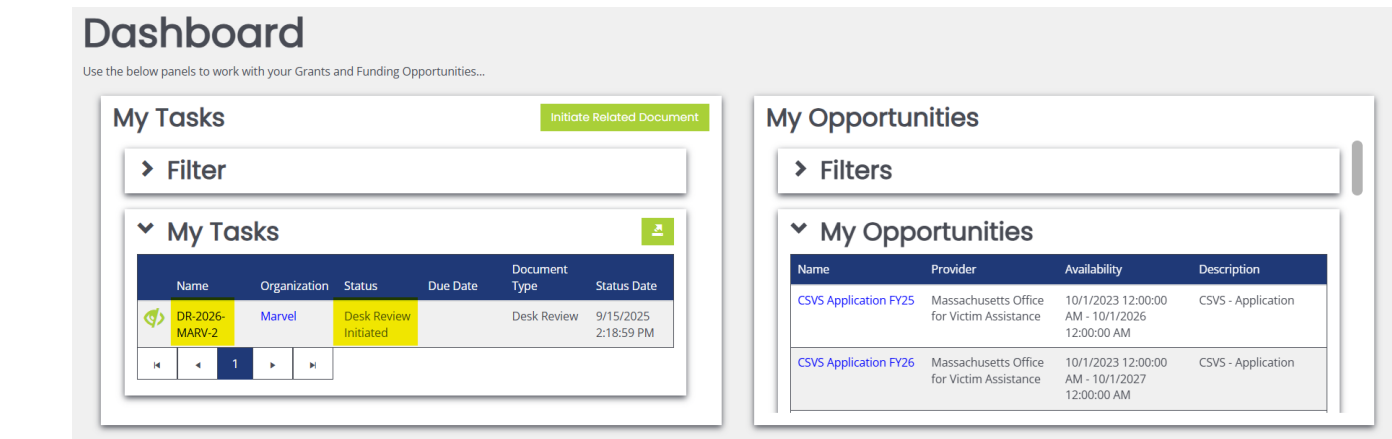 Dashboard
Use the below panels to work with your Grants and Funding Opportunities...
My Tasks
Initiate Related Document
Filter
My Tasks
Name Organization Status Due Date Document Type Status Date
DR-2026-MARV-2 Marvel Desk Review Initiated Desk Review 9/15/2025 2:18:59 PM
1
My Opportunities
Filters
My Opportunities
Name Provider Availability Description
CSVS Application FY25 Massachusetts Office for Victim Assistance 10/1/2023 12:00:00 AM - 10/1/2026 12:00:00 AM CSVS - Application
CSVS Application FY26 Massachusetts Office for Victim Assistance 10/1/2023 12:00:00 AM - 10/1/2027 12:00:00 AM CSVS - Application